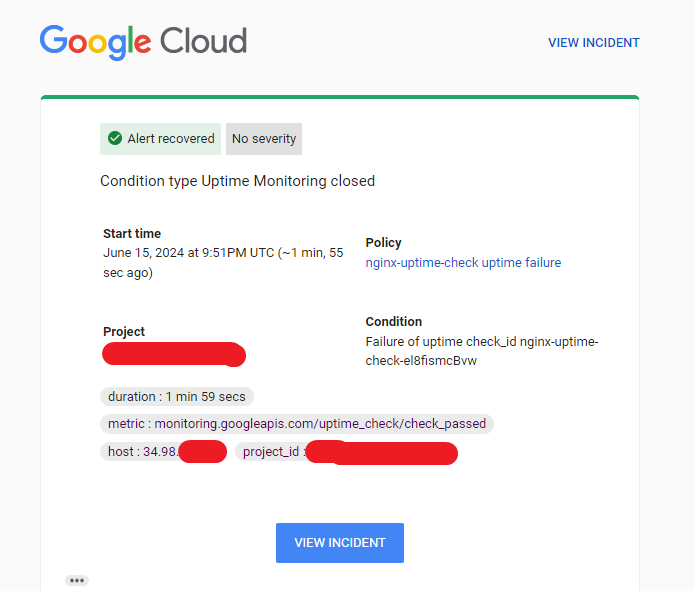 Google Cloud
VIEW INCIDENT
Alert recovered
No severity
Condition type Uptime Monitoring closed
Start time
June 15, 2024 at 9:51PM UTC (~1 min, 55
sec ago)
Policy
nginx-uptime-check uptime failure
Project
Condition
Failure of uptime check_id nginx-uptime-
check-el8fismcBvw
duration : 1 min 59 secs
metric : monitoring.googleapis.com/uptime_check/check_passed
host : 34.98.
project_id :
VIEW INCIDENT